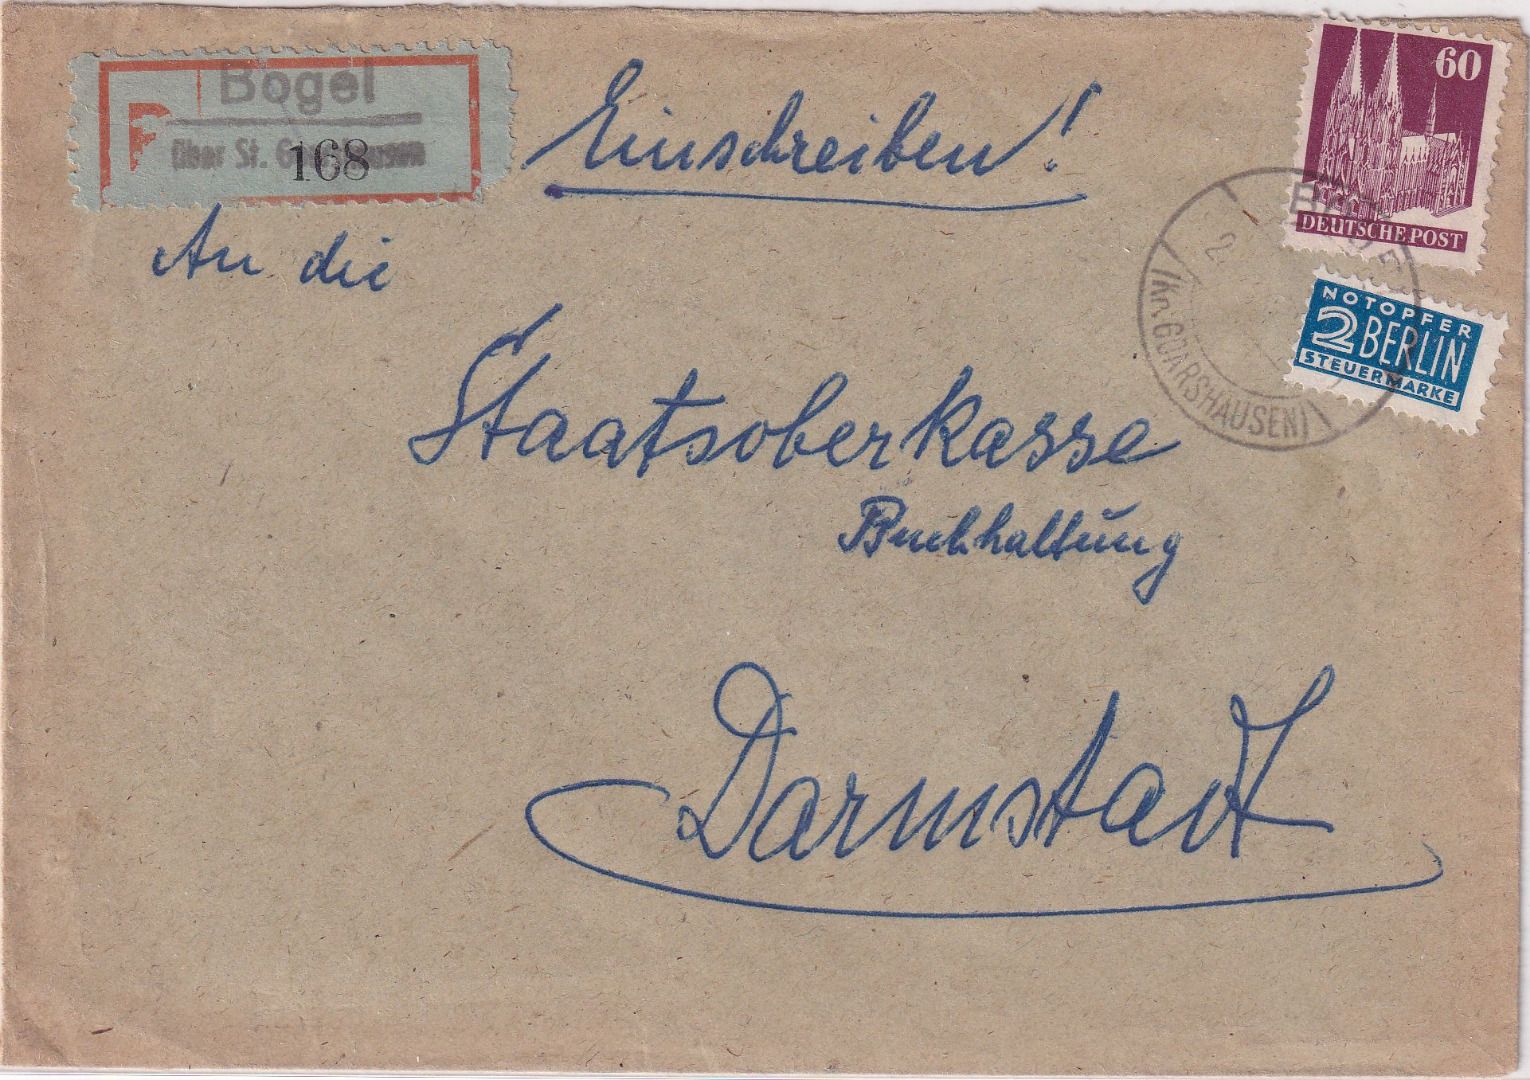 Bogel
über St.
168
Einschreiben!
60
DEUTSCHE POST
An die
NOTOPFER
2 BERLIN
STEUERMARKE
2
(Kr. GOARSHAUSEN)
Staatsoberkasse
Buchhaltung
Darmstadt